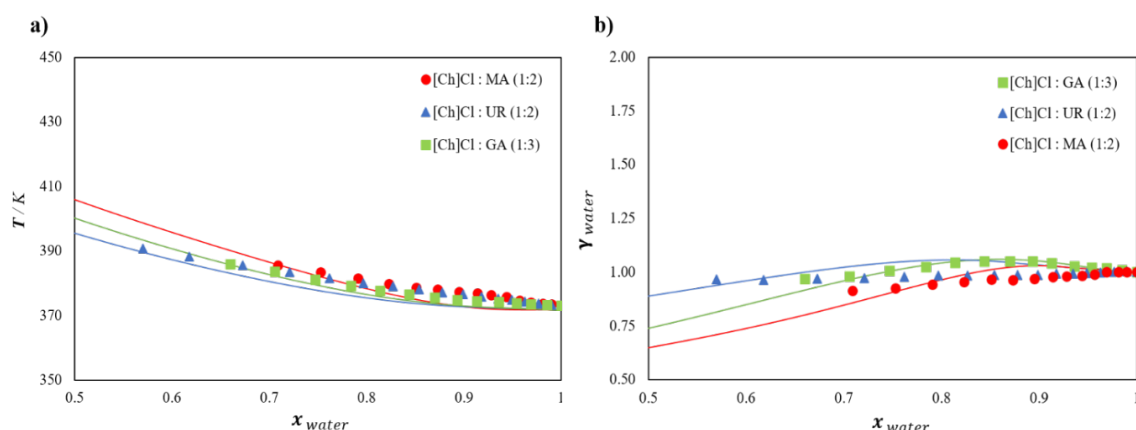 a)
450
430
410
390
370
350
T / K
0.5
0.6
0.7
0.8
0.9
1
x water
[Ch]Cl : MA (1:2)
[Ch]Cl : UR (1:2)
[Ch]Cl : GA (1:3)
b)
2.00
1.75
1.50
1.25
1.00
0.75
0.50
γ water
0.5
0.6
0.7
0.8
0.9
1
x water
[Ch]Cl : GA (1:3)
[Ch]Cl : UR (1:2)
[Ch]Cl : MA (1:2)